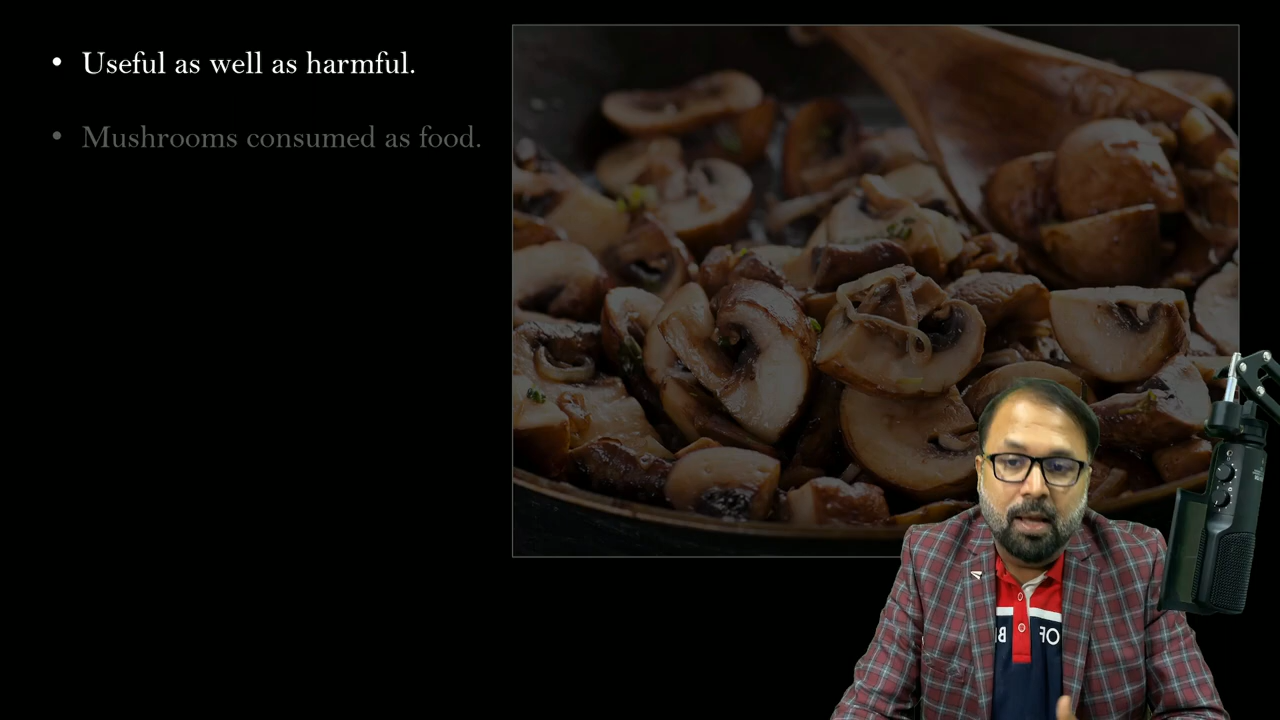 • Useful as well as harmful.
• Mushrooms consumed as food.